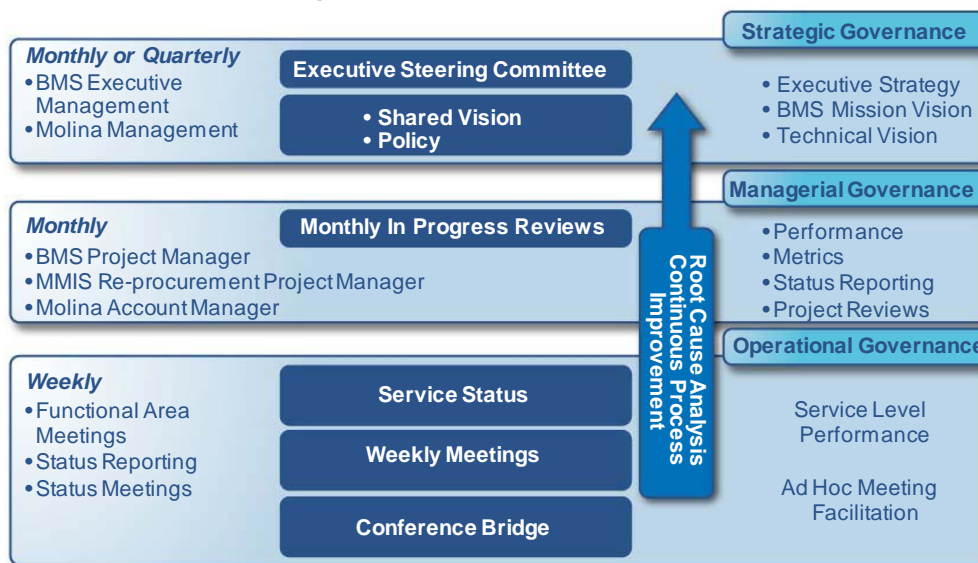 Strategic Governance
Monthly or Quarterly
• BMS Executive
Management
• Molina Management
Executive Steering Committee
• Shared Vision
• Policy
• Executive Strategy
• BMS Mission Vision
• Technical Vision
Managerial Governance
Monthly
• BMS Project Manager
• MMIS Re-procurement Project Manager
• Molina Account Manager
Monthly In Progress Reviews
• Performance
• Metrics
• Status Reporting
• Project Reviews
Root Cause Analysis
Continuous Process
Improvement
Operational Governance
Weekly
• Functional Area
Meetings
• Status Reporting
• Status Meetings
Service Status
Weekly Meetings
Conference Bridge
Service Level
Performance
Ad Hoc Meeting
Facilitation